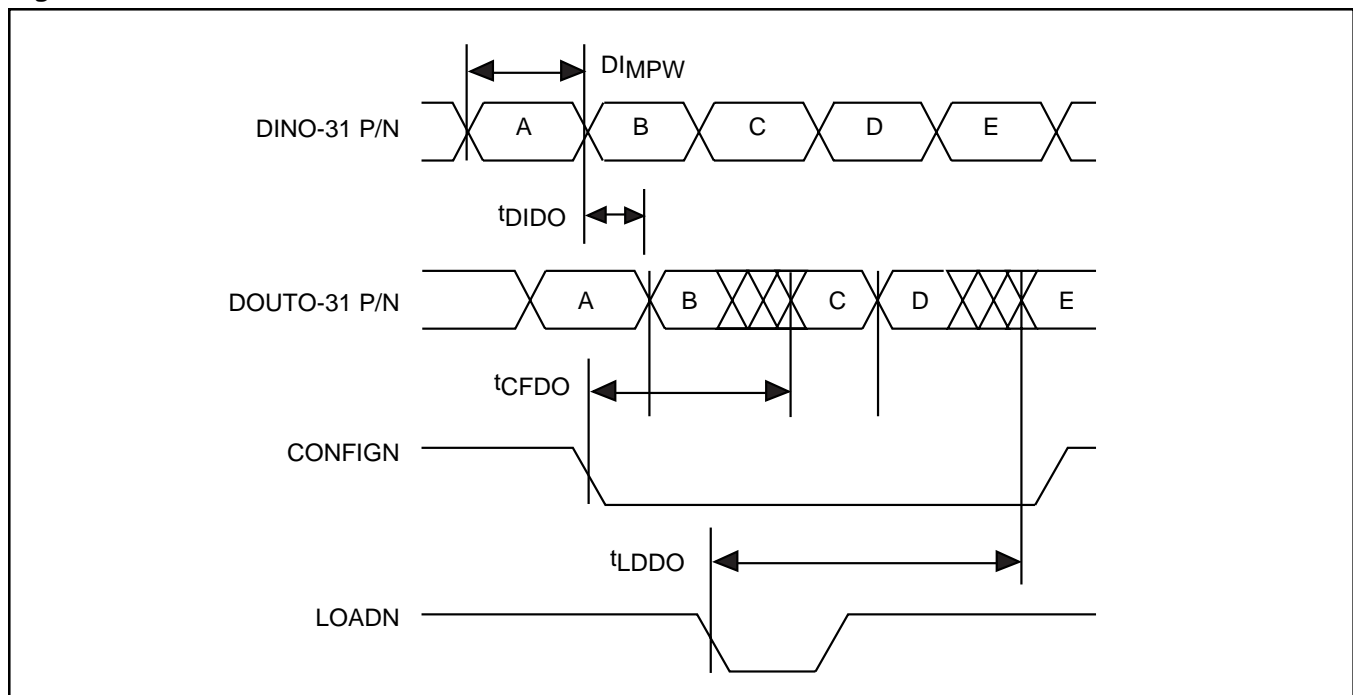 DIMPW
DINO-31 P/N
A B C D E
tDIDO
DOUTO-31 P/N
A B C D E
tCFDO
CONFIGN
tLDDO
LOADN